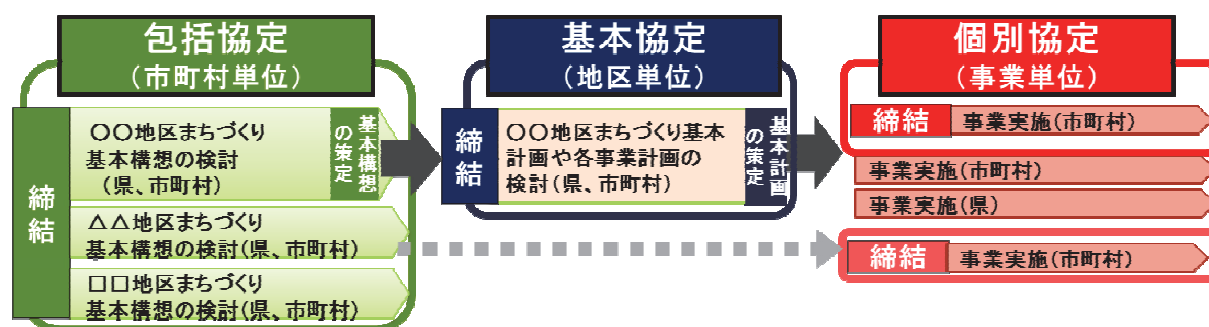 包括協定
（市町村単位）
締結
〇〇地区まちづくり
基本構想の検討
（県、市町村）
基本構想
の策定
△△地区まちづくり
基本構想の検討（県、市町村）
□□地区まちづくり
基本構想の検討（県、市町村）
基本協定
（地区単位）
締結
〇〇地区まちづくり基本
計画や各事業計画の
検討（県、市町村）
基本計画
の策定
個別協定
（事業単位）
締結 事業実施（市町村）
事業実施（市町村）
事業実施（県）
締結 事業実施（市町村）